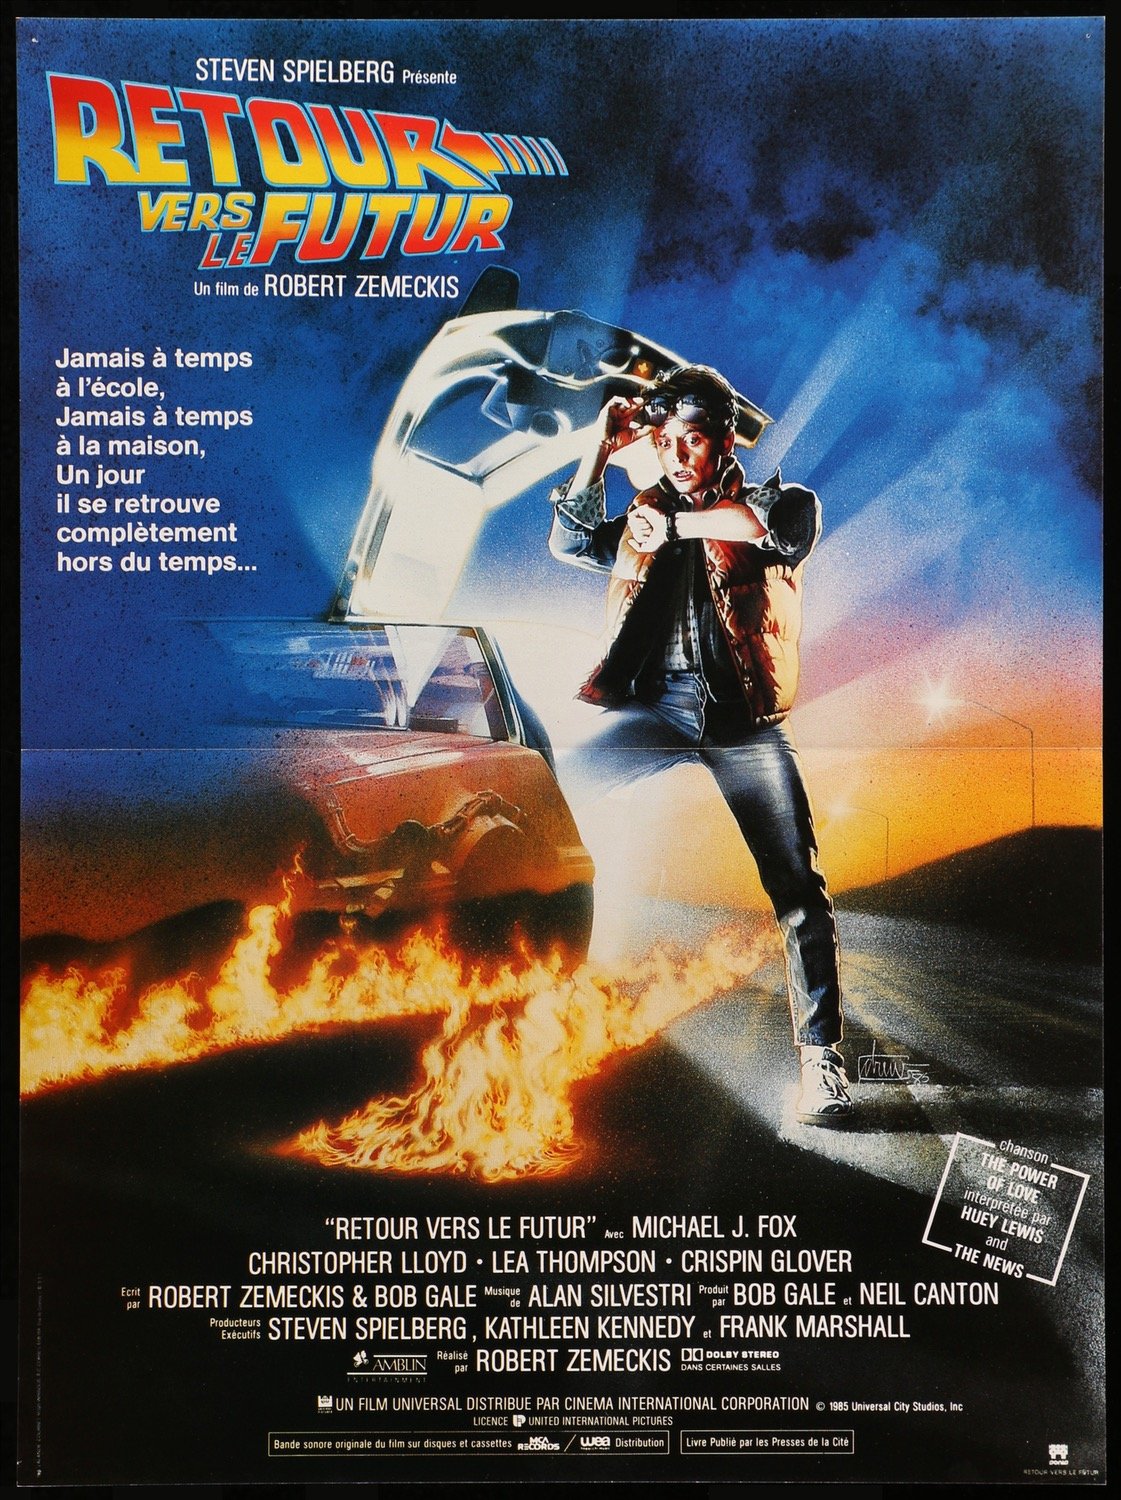 STEVEN SPIELBERG Présente
RETOUR
VERS
LE FUTUR
Un film de ROBERT ZEMECKIS
Jamais à temps
à l'école,
Jamais à temps
à la maison,
Un jour
il se retrouve
complètement
hors du temps...
chanson
THE POWER
OF LOVE
interprétée par
HUEY LEWIS
and
THE NEWS
"RETOUR VERS LE FUTUR" Avec MICHAEL J. FOX
CHRISTOPHER LLOYD • LEA THOMPSON • CRISPIN GLOVER
Ecrit par ROBERT ZEMECKIS & BOB GALE Musique de ALAN SILVESTRI Produit par BOB GALE et NEIL CANTON
Producteurs Exécutifs STEVEN SPIELBERG, KATHLEEN KENNEDY et FRANK MARSHALL
AMBLIN ENTERTAINMENT Réalisé par ROBERT ZEMECKIS DOLBY STEREO DANS CERTAINES SALLES
UN FILM UNIVERSAL DISTRIBUE PAR CINEMA INTERNATIONAL CORPORATION © 1985 Universal City Studios, Inc
LICENCE UNITED INTERNATIONAL PICTURES
Bande sonore originale du film sur disques et cassettes MCA RECORDS / wea Distribution
Livre Publié par les Presses de la Cité
RETOUR VERS LE FUTUR